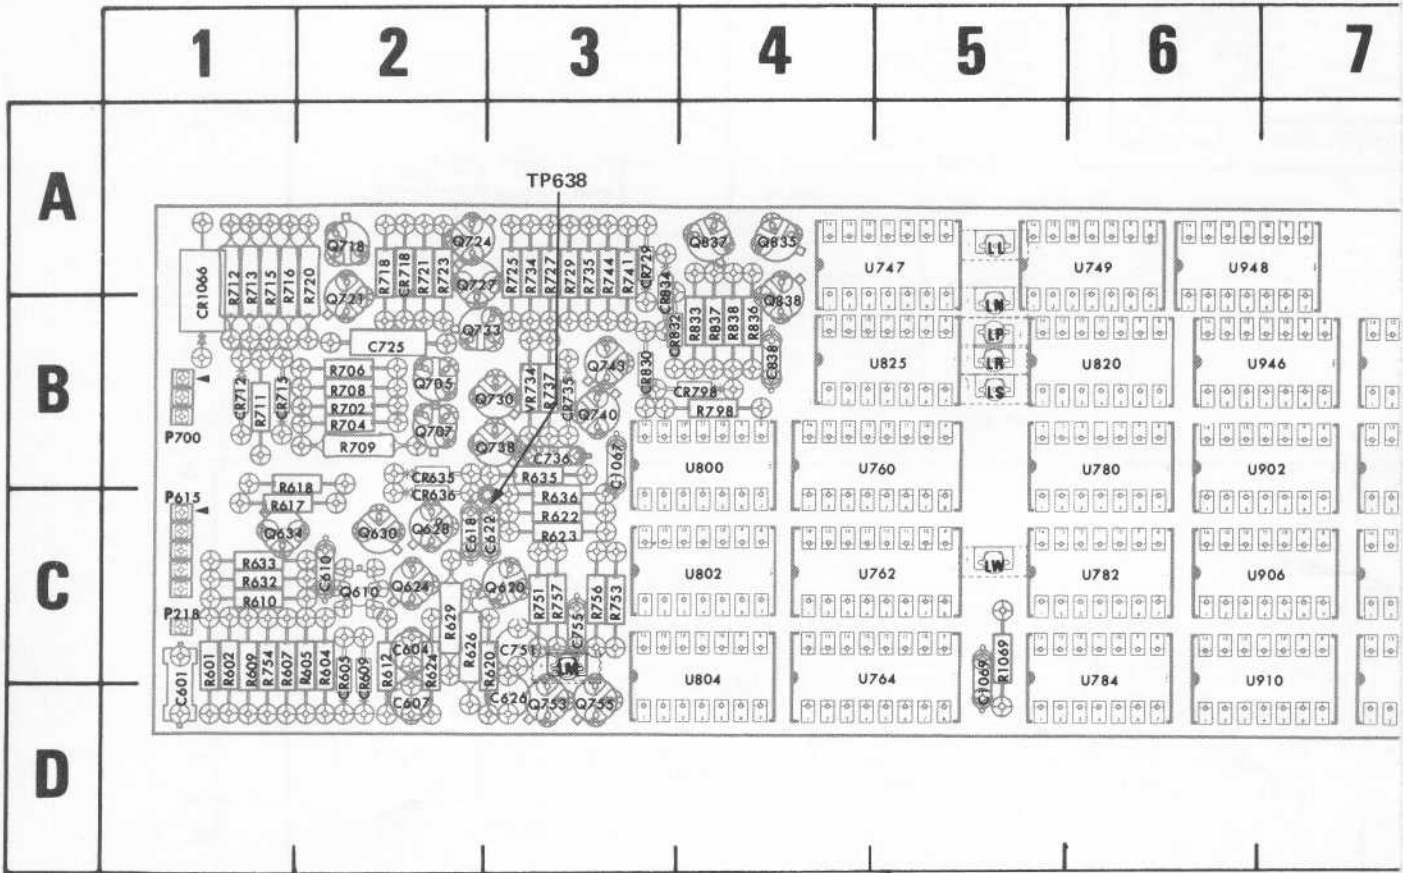 1 2 3 4 5 6 7
A
TP638
Q718 Q724 Q837 Q835
CR1066 R712 R713 R715 R716 R720 R718 CR718 R721 R723 R725 R734 R727 R729 R735 R744 R741 CR729 CR834 U747 LL U749 U948
Q721 Q727 Q838 LN
B
CR832 R833 R837 R838 R836
Q733 LP
C725 CR830 C838 U825 LR U820 U946
R706 Q705 VR734 R737 CR735 Q743
R708 CR798 LS
CR712 R711 CR715 R702 Q730 Q740 R798
R704 Q707
P700 R709 Q738
C736 C1067 U800 U760 U780 U902
CR635 R635
R618 CR636 R636
P615 R617 R622
Q634 Q630 Q628 C618 C622 R623
C
R633 C610 U802 U762 LW U782 U906
R632 Q610 Q624 Q620
R610 R629 R751 R757 R756 R753
P218 C755
R626 C604 C751
C601 R601 R602 R609 R754 R607 R605 R604 CR605 CR609 R612 R620 U804 U764 C1069 R1069 U784 U910
C607 C626 Q753 Q755
D